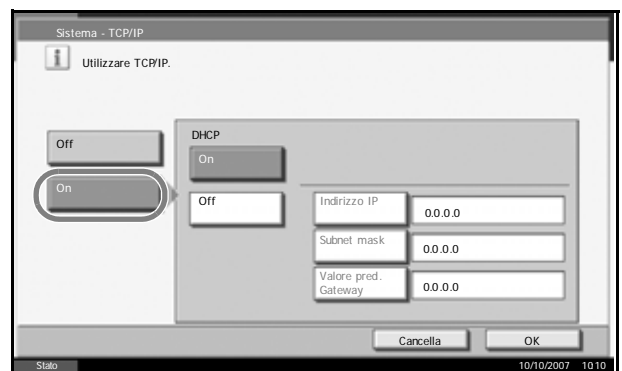 Sistema - TCP/IP
Utilizzare TCP/IP.
Off
On
DHCP
On
Off
Indirizzo IP
0.0.0.0
Subnet mask
0.0.0.0
Valore pred.
Gateway
0.0.0.0
Cancella
OK
Stato
10/10/2007 10:10